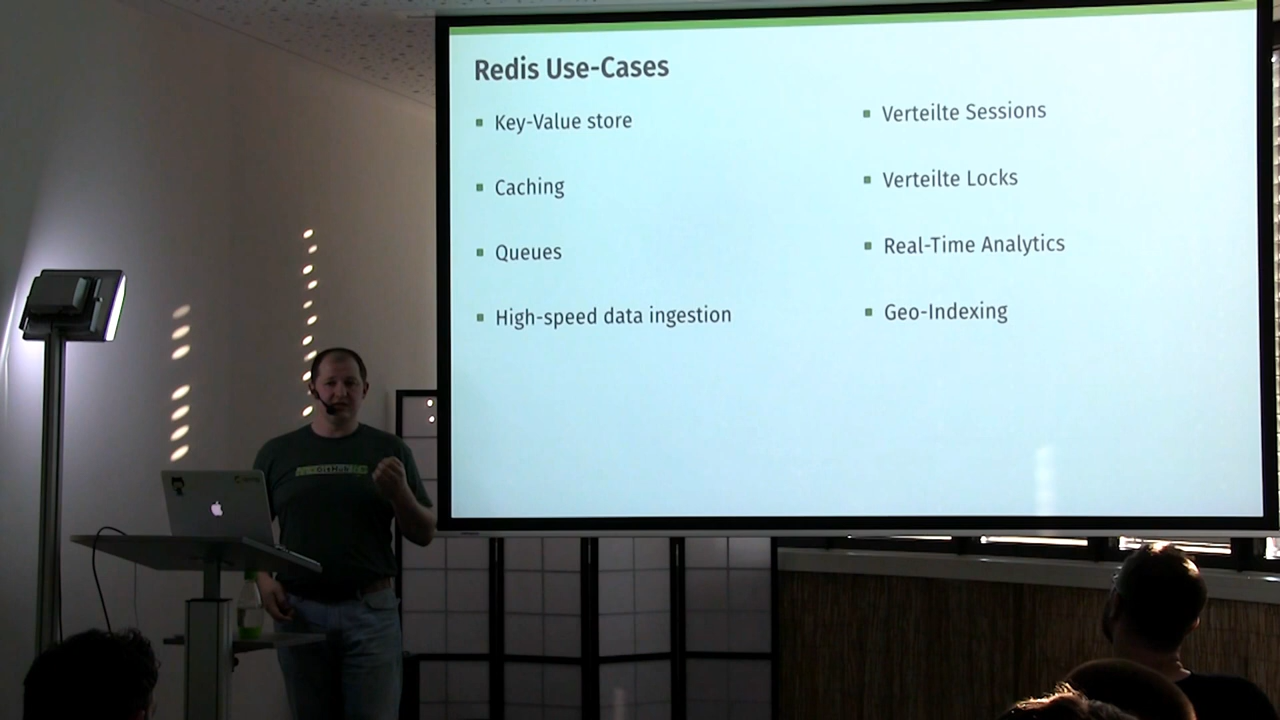 Redis Use-Cases
Key-Value store
Caching
Queues
High-speed data ingestion
Verteilte Sessions
Verteilte Locks
Real-Time Analytics
Geo-Indexing
GitHub